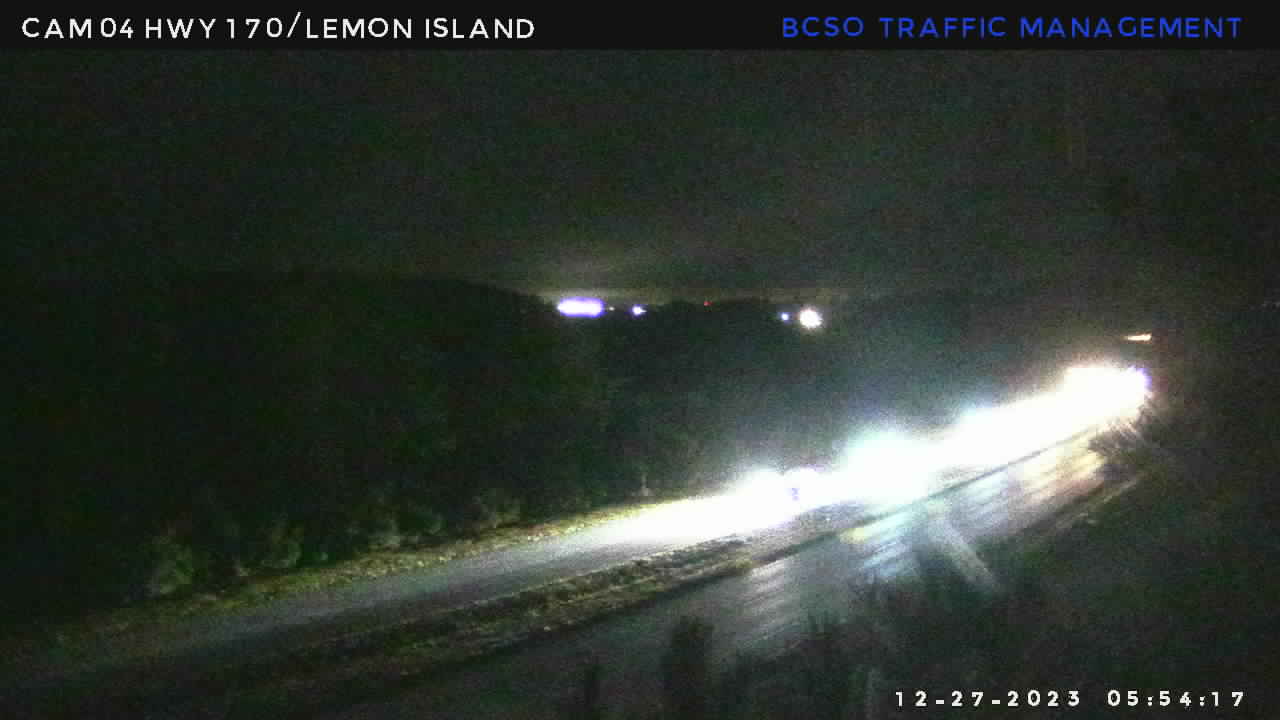 CAM04 HWY 170/LEMON ISLAND
BCSO TRAFFIC MANAGEMENT
12-27-2023 05:54:17